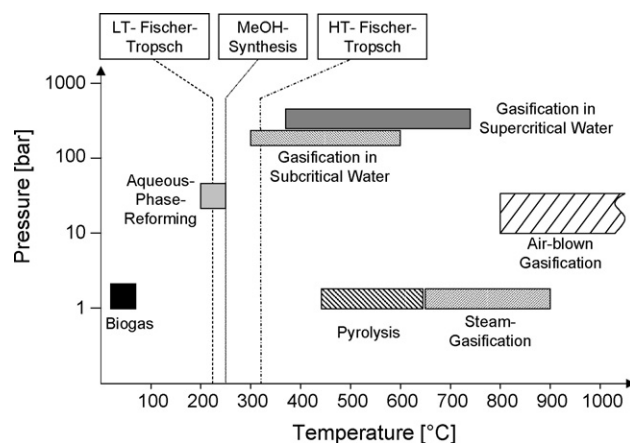 LT- Fischer-
Tropsch
MeOH-
Synthesis
HT- Fischer-
Tropsch
1000
100
10
1
Pressure [bar]
Gasification in
Supercritical Water
Gasification in
Subcritical Water
Aqueous-
Phase-
Reforming
Air-blown
Gasification
Biogas
Pyrolysis
Steam-
Gasification
100 200 300 400 500 600 700 800 900 1000
Temperature [°C]